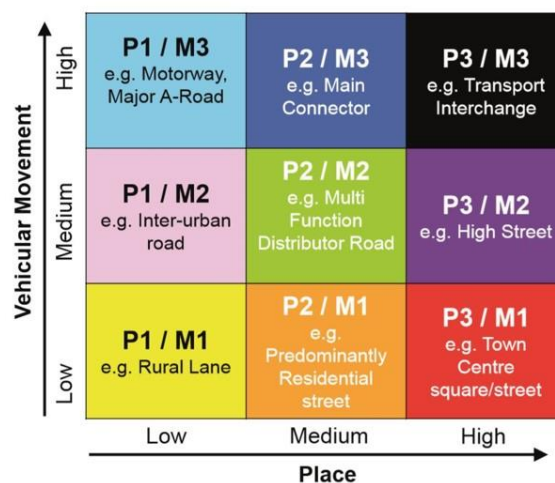 Vehicular Movement
High
Medium
Low
P1 / M3
e.g. Motorway,
Major A-Road
P2 / M3
e.g. Main
Connector
P3 / M3
e.g. Transport
Interchange
P1 / M2
e.g. Inter-urban
road
P2 / M2
e.g. Multi
Function
Distributor Road
P3 / M2
e.g. High Street
P1 / M1
e.g. Rural Lane
P2 / M1
e.g.
Predominantly
Residential
street
P3 / M1
e.g. Town
Centre
square/street
Low
Medium
High
Place